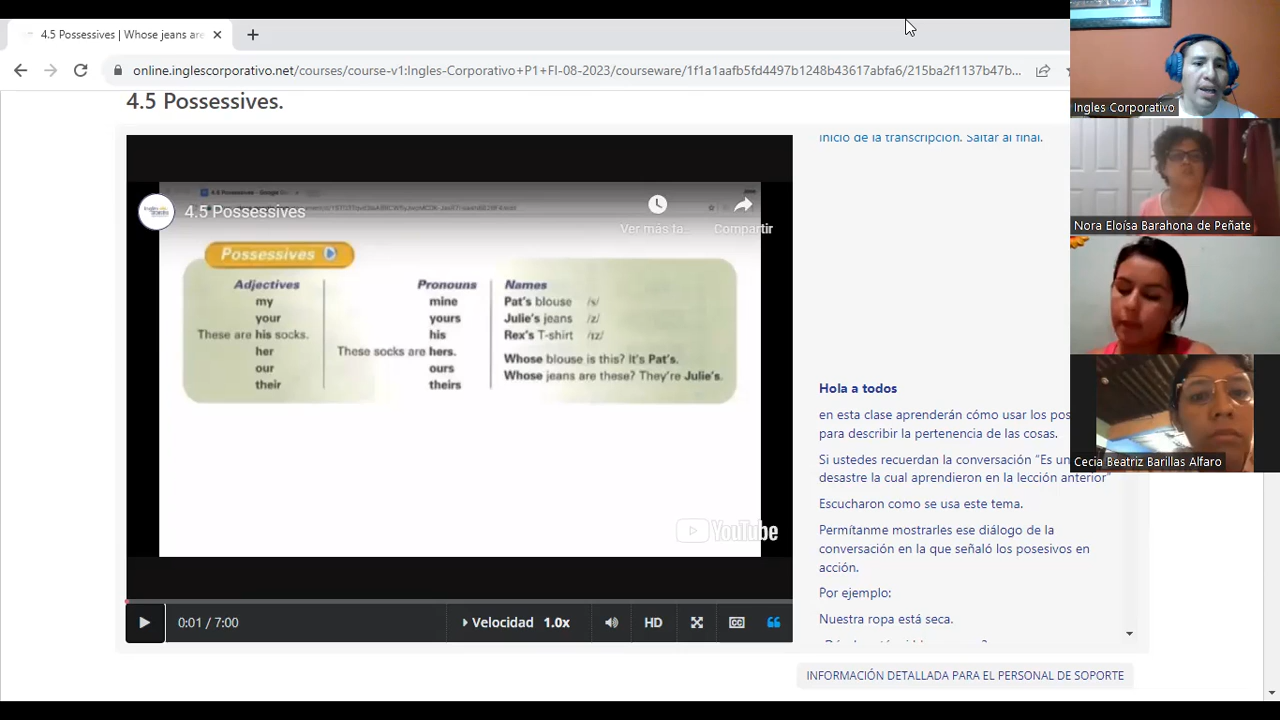 4.5 Possessives | Whose jeans are
online.inglescorporativo.net/courses/course-v1:Ingles-Corporativo+P1+FI-08-2023/courseware/1f1a1aafb5fd4497b1248b43617abfa6/215ba2f1137b47b...
4.5 Possessives.
4.5 Possessives
Ver más ta...
Compartir
Possessives
Adjectives
my
your
These are his socks.
her
our
their
Pronouns
mine
yours
his
These socks are hers.
ours
theirs
Names
Pat's blouse /s/
Julie's jeans /z/
Rex's T-shirt /ɪz/
Whose blouse is this? It's Pat's.
Whose jeans are these? They're Julie's.
YouTube
0:01 / 7:00
Velocidad 1.0x
HD
inicio de la transcripción. Saltar al final.
Hola a todos
en esta clase aprenderán cómo usar los pos
para describir la pertenencia de las cosas.
Si ustedes recuerdan la conversación “Es un
desastre la cual aprendieron en la lección anterior”
Escucharon como se usa este tema.
Permítanme mostrarles ese diálogo de la
conversación en la que señaló los posesivos en
acción.
Por ejemplo:
Nuestra ropa está seca.
INFORMACIÓN DETALLADA PARA EL PERSONAL DE SOPORTE
Ingles Corporativo
Nora Eloísa Barahona de Peñate
Cecia Beatriz Barillas Alfaro